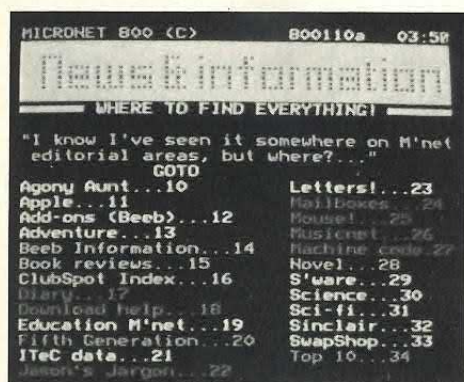 MICRONET 800 (C) 800110a 03:50
News & information
WHERE TO FIND EVERYTHING!
"I know I've seen it somewhere on M'net
editorial areas, but where?..."
GOTO
Agony Aunt...10
Apple...11
Add-ons (Beeb)...12
Adventure...13
Beeb Information...14
Book reviews...15
ClubSpot Index...16
Diary...17
Download help...18
Education M'net...19
Fifth Generation...20
ITeC data...21
Jason's Jargon...22
Letters!...23
Mailboxes...24
Mouse!...25
Musicnet...26
Machine code.27
Novel...28
S'ware...29
Science...30
Sci-fi...31
Sinclair...32
SwapShop...33
Top 10...34